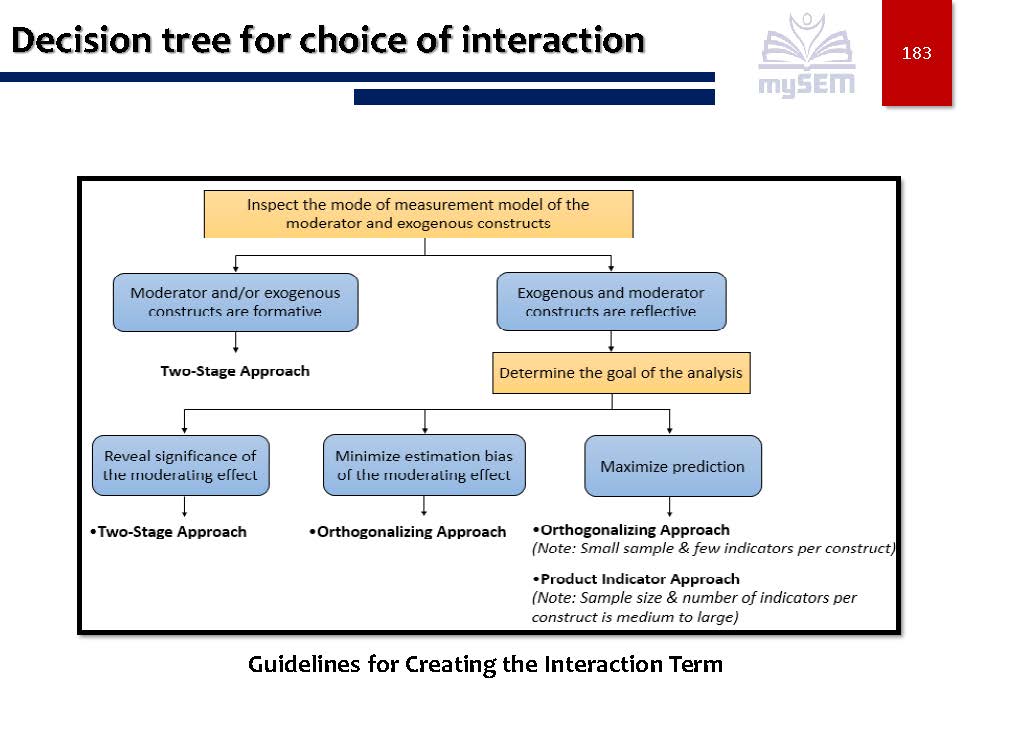 Decision tree for choice of interaction
mySEM
183
Inspect the mode of measurement model of the
moderator and exogenous constructs
Moderator and/or exogenous
constructs are formative
Exogenous and moderator
constructs are reflective
Two-Stage Approach
Determine the goal of the analysis
Reveal significance of
the moderating effect
Minimize estimation bias
of the moderating effect
Maximize prediction
•Two-Stage Approach
•Orthogonalizing Approach
•Orthogonalizing Approach
(Note: Small sample & few indicators per construct)
•Product Indicator Approach
(Note: Sample size & number of indicators per
construct is medium to large)
Guidelines for Creating the Interaction Term